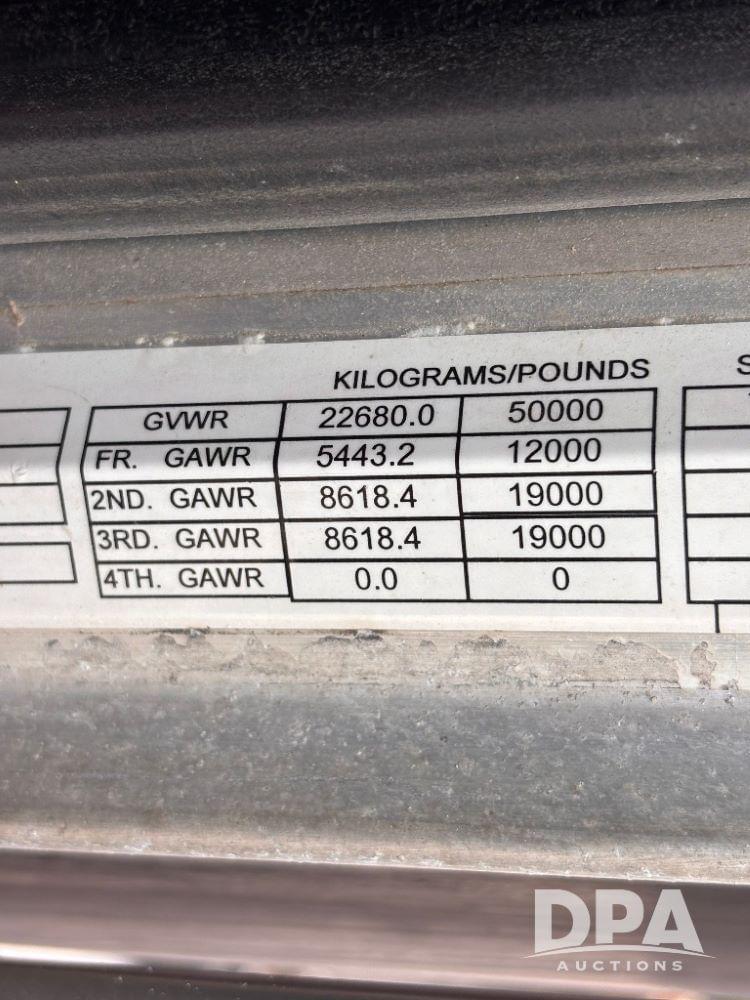 KILOGRAMS/POUNDS S
GVWR 22680.0 50000
FR. GAWR 5443.2 12000
2ND. GAWR 8618.4 19000
3RD. GAWR 8618.4 19000
4TH. GAWR 0.0 0
DPA
AUCTIONS